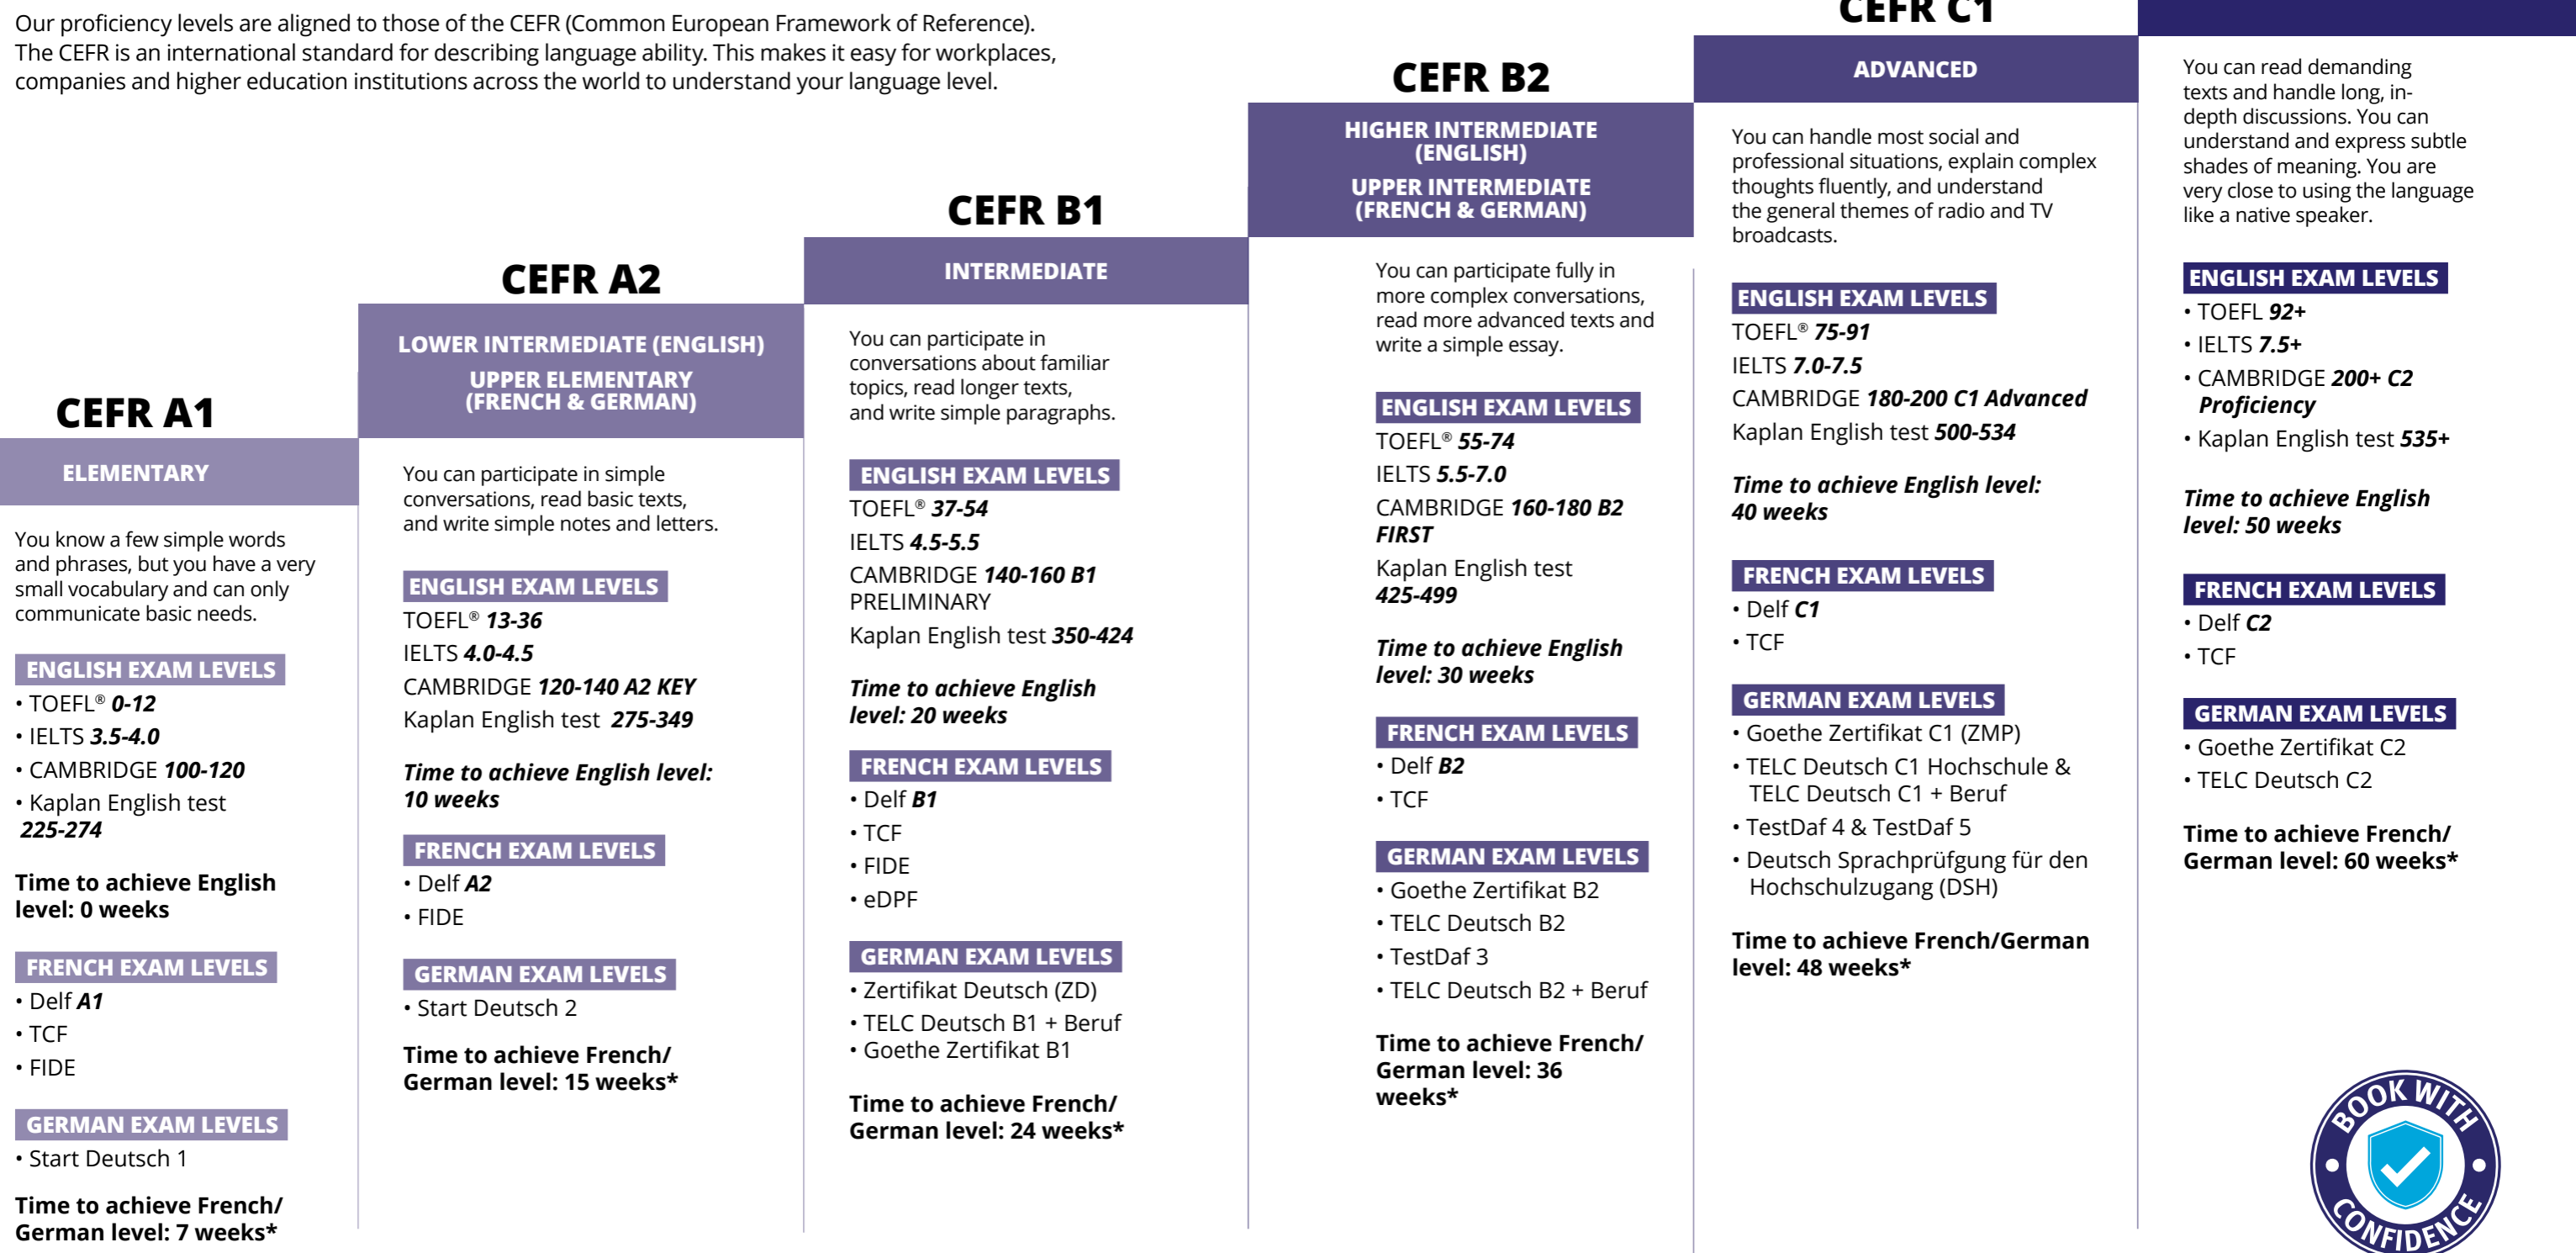 Our proficiency levels are aligned to those of the CEFR (Common European Framework of Reference).
The CEFR is an international standard for describing language ability. This makes it easy for workplaces,
companies and higher education institutions across the world to understand your language level.
CEFR A1
ELEMENTARY
You know a few simple words
and phrases, but you have a very
small vocabulary and can only
communicate basic needs.
ENGLISH EXAM LEVELS
• TOEFL® 0-12
• IELTS 3.5-4.0
• CAMBRIDGE 100-120
• Kaplan English test
225-274
Time to achieve English
level: 0 weeks
FRENCH EXAM LEVELS
• Delf A1
• TCF
• FIDE
GERMAN EXAM LEVELS
• Start Deutsch 1
Time to achieve French/
German level: 7 weeks*
CEFR A2
LOWER INTERMEDIATE (ENGLISH)
UPPER ELEMENTARY
(FRENCH & GERMAN)
You can participate in simple
conversations, read basic texts,
and write simple notes and letters.
ENGLISH EXAM LEVELS
TOEFL® 13-36
IELTS 4.0-4.5
CAMBRIDGE 120-140 A2 KEY
Kaplan English test 275-349
Time to achieve English level:
10 weeks
FRENCH EXAM LEVELS
• Delf A2
• FIDE
GERMAN EXAM LEVELS
• Start Deutsch 2
Time to achieve French/
German level: 15 weeks*
CEFR B1
INTERMEDIATE
You can participate in
conversations about familiar
topics, read longer texts,
and write simple paragraphs.
ENGLISH EXAM LEVELS
TOEFL® 37-54
IELTS 4.5-5.5
CAMBRIDGE 140-160 B1
PRELIMINARY
Kaplan English test 350-424
Time to achieve English
level: 20 weeks
FRENCH EXAM LEVELS
• Delf B1
• TCF
• FIDE
• eDPF
GERMAN EXAM LEVELS
• Zertifikat Deutsch (ZD)
• TELC Deutsch B1 + Beruf
• Goethe Zertifikat B1
Time to achieve French/
German level: 24 weeks*
CEFR B2
HIGHER INTERMEDIATE
(ENGLISH)
UPPER INTERMEDIATE
(FRENCH & GERMAN)
You can participate fully in
more complex conversations,
read more advanced texts and
write a simple essay.
ENGLISH EXAM LEVELS
TOEFL® 55-74
IELTS 5.5-7.0
CAMBRIDGE 160-180 B2
FIRST
Kaplan English test
425-499
Time to achieve English
level: 30 weeks
FRENCH EXAM LEVELS
• Delf B2
• TCF
GERMAN EXAM LEVELS
• Goethe Zertifikat B2
• TELC Deutsch B2
• TestDaf 3
• TELC Deutsch B2 + Beruf
Time to achieve French/
German level: 36
weeks*
CEFR C1
ADVANCED
You can handle most social and
professional situations, explain complex
thoughts fluently, and understand
the general themes of radio and TV
broadcasts.
ENGLISH EXAM LEVELS
TOEFL® 75-91
IELTS 7.0-7.5
CAMBRIDGE 180-200 C1 Advanced
Kaplan English test 500-534
Time to achieve English level:
40 weeks
FRENCH EXAM LEVELS
• Delf C1
• TCF
GERMAN EXAM LEVELS
• Goethe Zertifikat C1 (ZMP)
• TELC Deutsch C1 Hochschule &
TELC Deutsch C1 + Beruf
• TestDaf 4 & TestDaf 5
• Deutsch Sprachprüfgung für den
Hochschulzugang (DSH)
Time to achieve French/German
level: 48 weeks*
You can read demanding
texts and handle long, in-
depth discussions. You can
understand and express subtle
shades of meaning. You are
very close to using the language
like a native speaker.
ENGLISH EXAM LEVELS
• TOEFL 92+
• IELTS 7.5+
• CAMBRIDGE 200+ C2
Proficiency
• Kaplan English test 535+
Time to achieve English
level: 50 weeks
FRENCH EXAM LEVELS
• Delf C2
• TCF
GERMAN EXAM LEVELS
• Goethe Zertifikat C2
• TELC Deutsch C2
Time to achieve French/
German level: 60 weeks*
BOOK WITH
CONFIDENCE